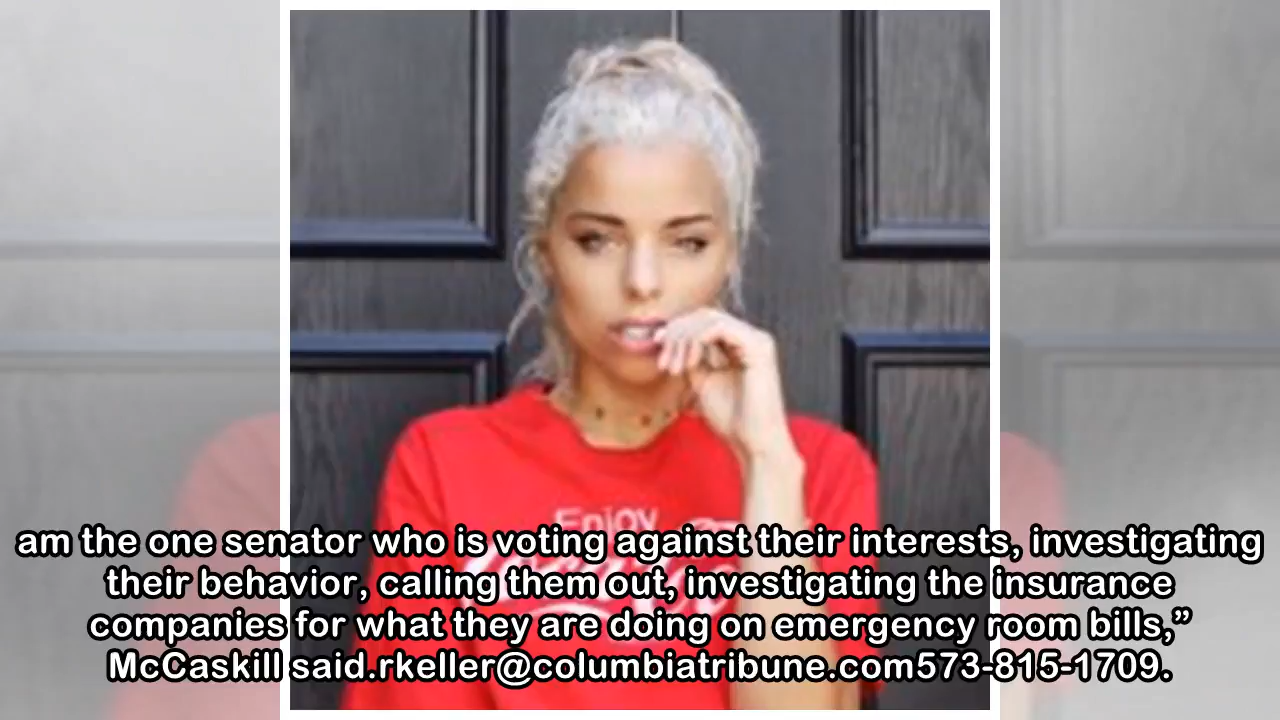 Enjoy
am the one senator who is voting against their interests, investigating
their behavior, calling them out, investigating the insurance
companies for what they are doing on emergency room bills,”
McCaskill said.rkeller@columbiatribune.com573-815-1709.